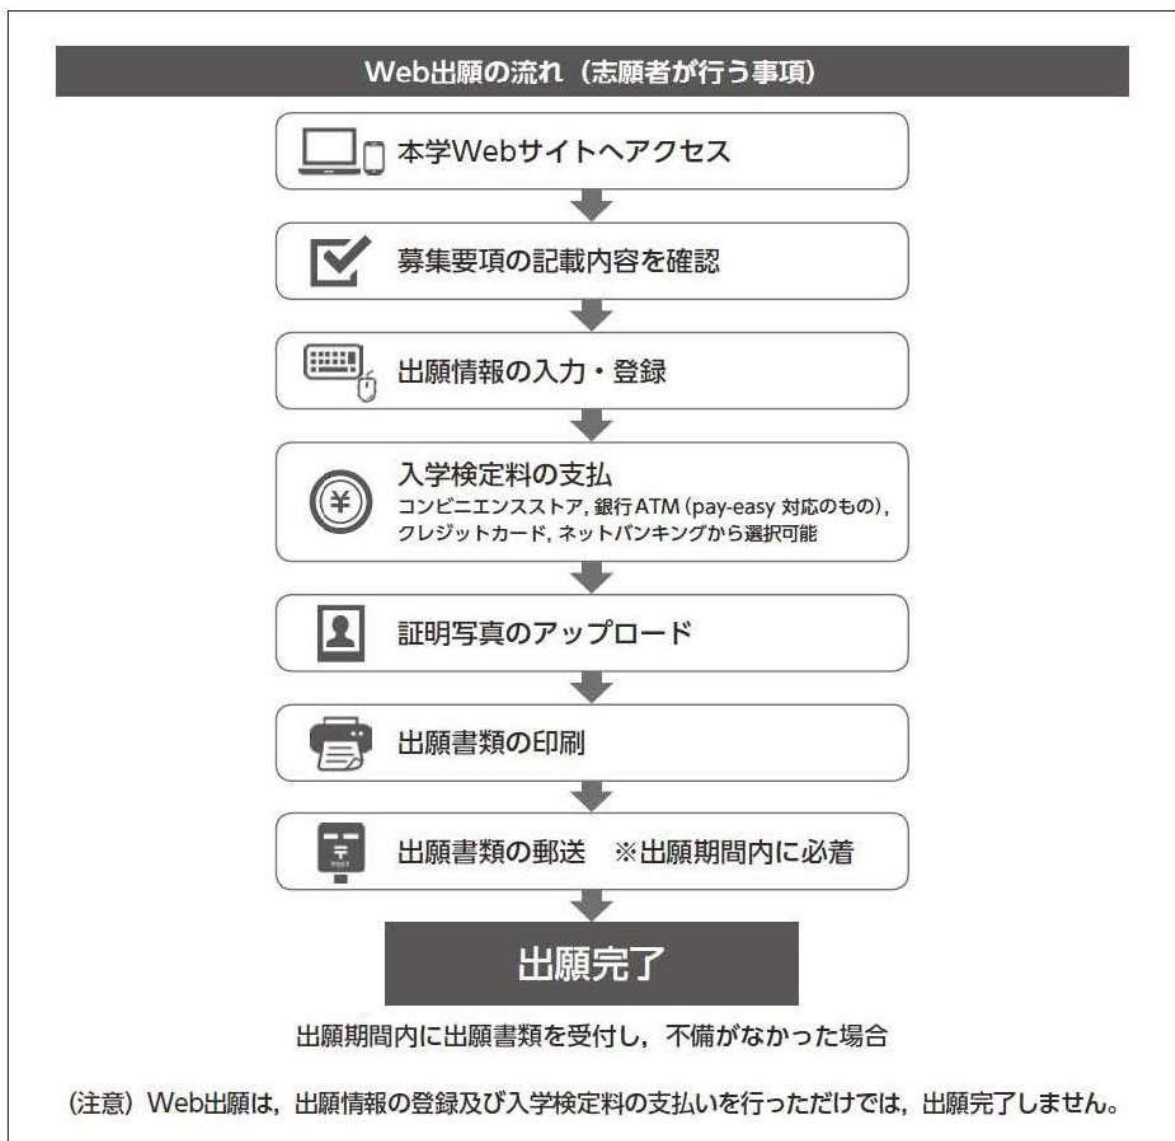 Web出願の流れ（志願者が行う事項）
本学Webサイトへアクセス
募集要項の記載内容を確認
出願情報の入力・登録
入学検定料の支払
コンビニエンスストア, 銀行ATM（pay-easy 対応のもの）,
クレジットカード, ネットバンキングから選択可能
証明写真のアップロード
出願書類の印刷
出願書類の郵送　※出願期間内に必着
出願完了
出願期間内に出願書類を受付し，不備がなかった場合
（注意）Web出願は，出願情報の登録及び入学検定料の支払いを行っただけでは，出願完了しません。